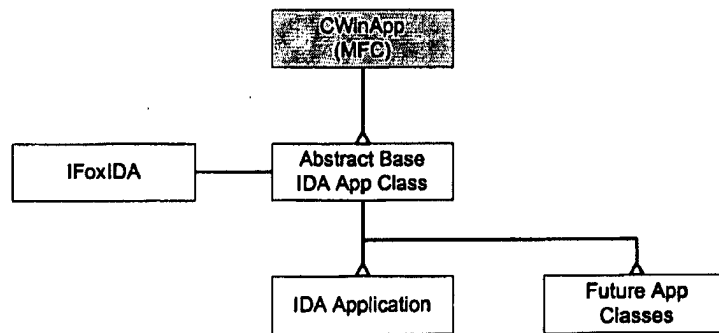 CWinApp
(MFC)
IFoxIDA
Abstract Base
IDA App Class
IDA Application
Future App
Classes